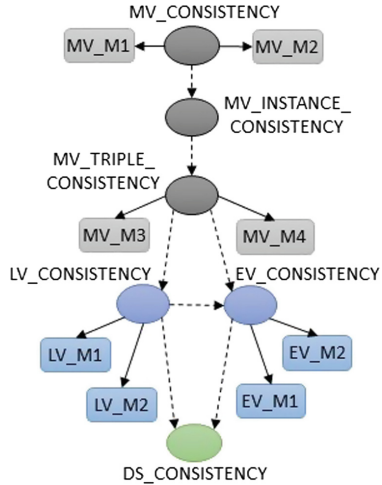 MV_CONSISTENCY
MV_M1
MV_M2
MV_INSTANCE_
CONSISTENCY
MV_TRIPLE_
CONSISTENCY
MV_M3
MV_M4
LV_CONSISTENCY
EV_CONSISTENCY
LV_M1
EV_M2
LV_M2
EV_M1
DS_CONSISTENCY